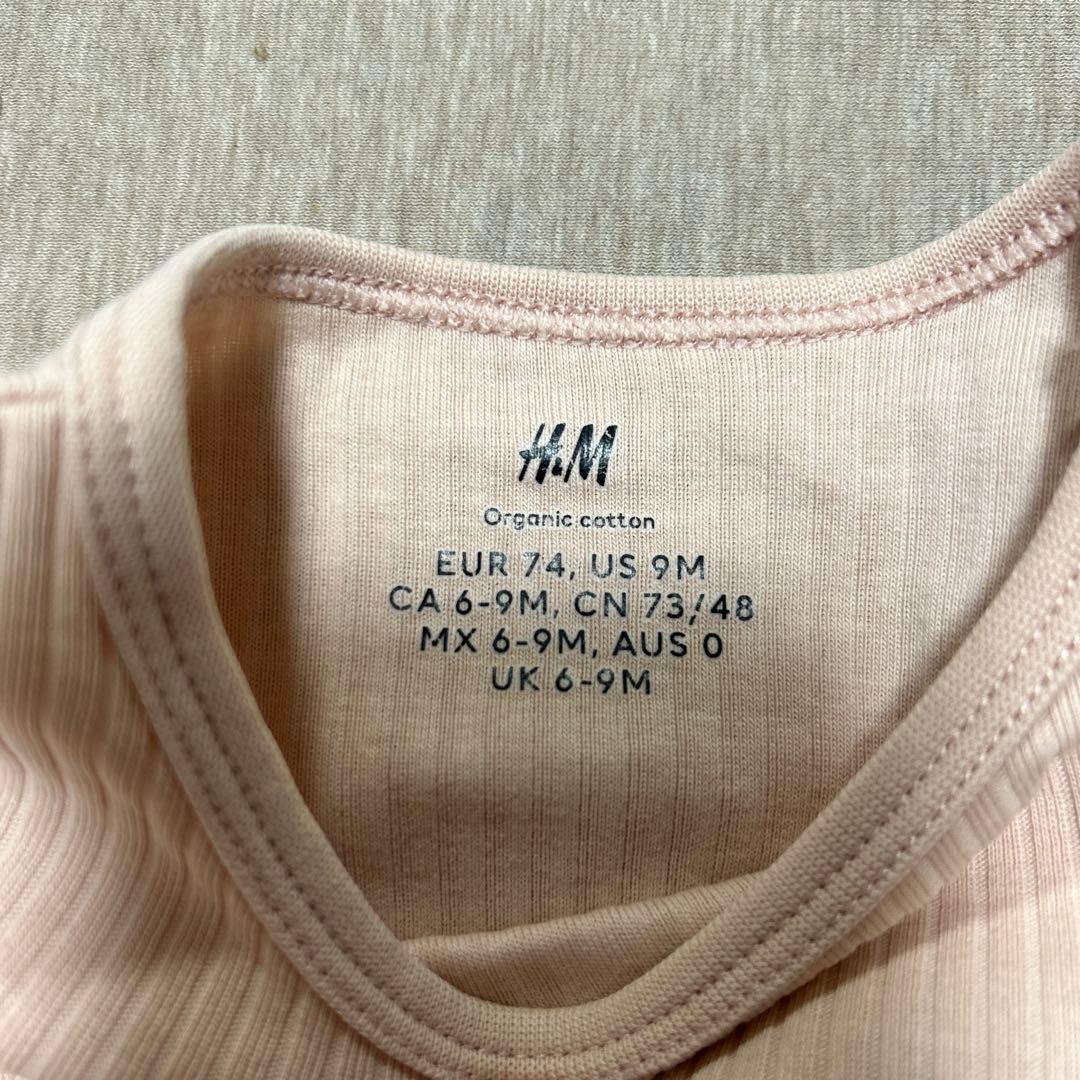 H&M
Organic cotton
EUR 74, US 9M
CA 6-9M, CN 73/48
MX 6-9M, AUS 0
UK 6-9M